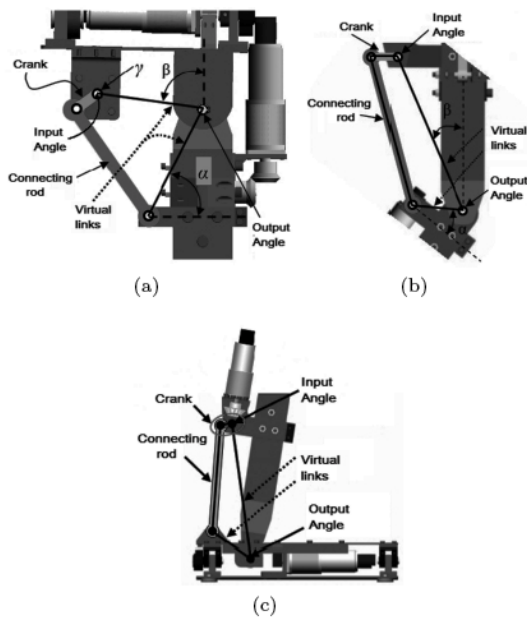 Crank
γ
β
Input
Angle
Connecting
rod
α
Virtual
links
Output
Angle
(a)
Crank
Input
Angle
Connecting
rod
β
Virtual
links
Output
Angle
α
(b)
Crank
Input
Angle
Connecting
rod
Virtual
links
Output
Angle
(c)